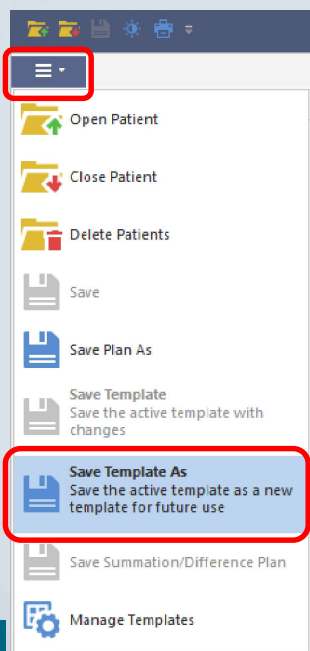 Open Patient
Close Patient
Delete Patients
Save
Save Plan As
Save Template
Save the active template with
changes
Save Template As
Save the active template as a new
template for future use
Save Summation/Difference Plan
Manage Templates